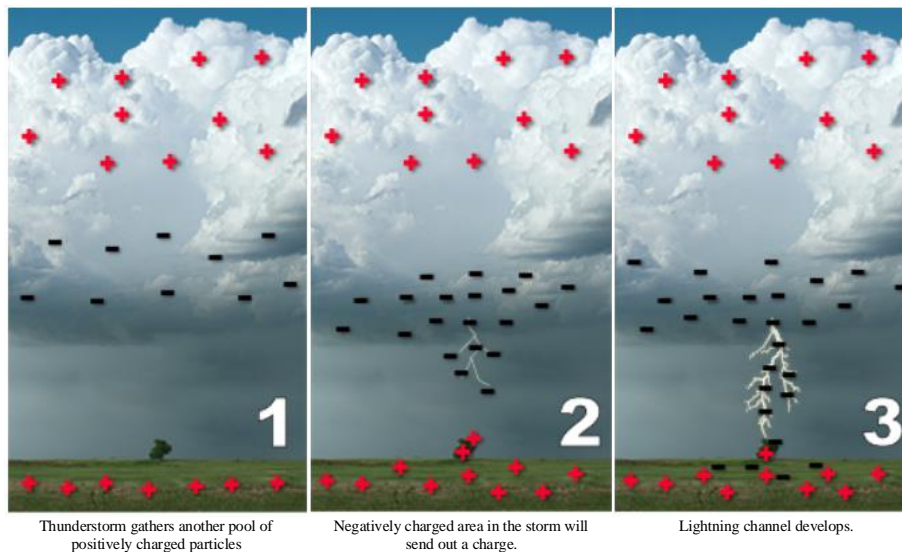 1
2
3
Thunderstorm gathers another pool of
positively charged particles
Negatively charged area in the storm will
send out a charge.
Lightning channel develops.